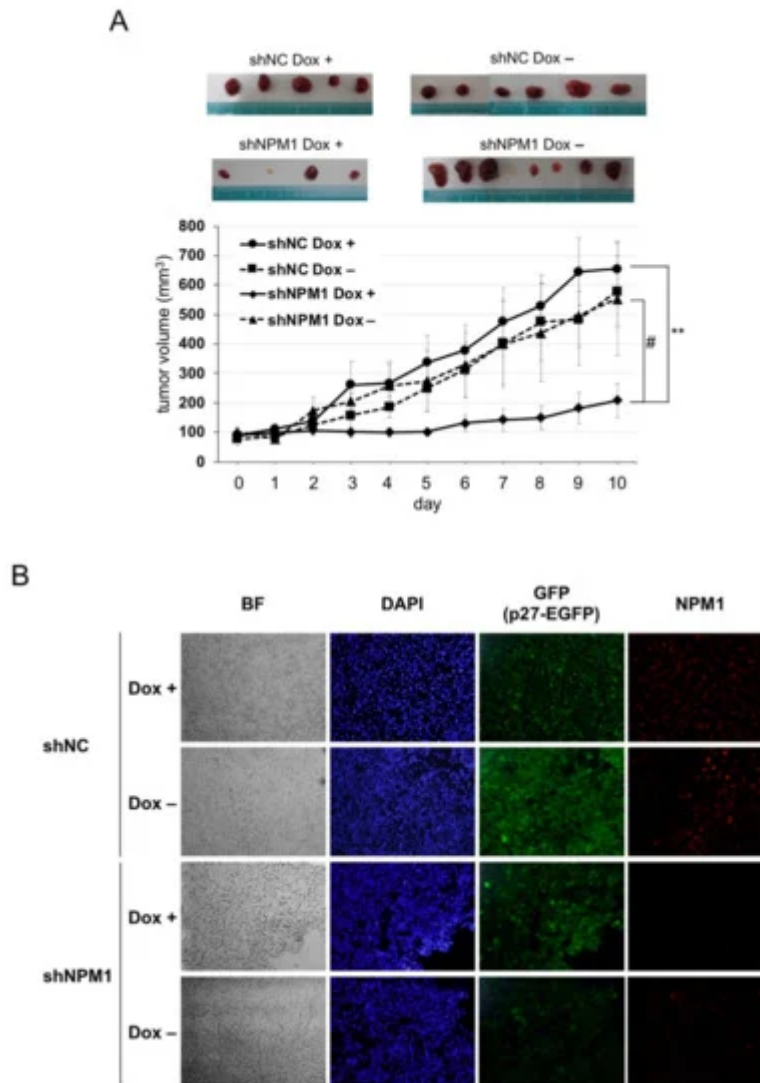 A
shNC Dox +
shNC Dox –
shNPM1 Dox +
shNPM1 Dox –
800
700
600
500
400
300
200
100
0
tumor volume (mm³)
shNC Dox +
shNC Dox –
shNPM1 Dox +
shNPM1 Dox –
#
**
0 1 2 3 4 5 6 7 8 9 10
day
B
BF DAPI GFP (p27-EGFP) NPM1
shNC
Dox +
Dox –
shNPM1
Dox +
Dox –